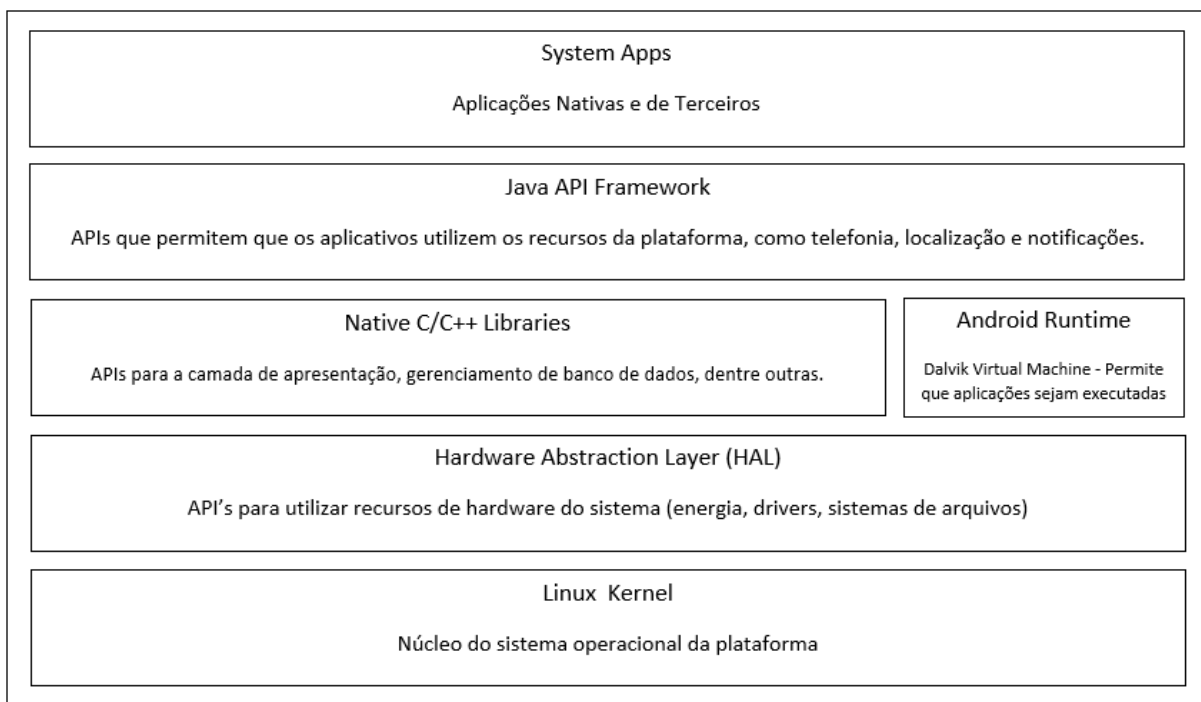 System Apps
Aplicações Nativas e de Terceiros
Java API Framework
APIs que permitem que os aplicativos utilizem os recursos da plataforma, como telefonia, localização e notificações.
Native C/C++ Libraries
APIs para a camada de apresentação, gerenciamento de banco de dados, dentre outras.
Android Runtime
Dalvik Virtual Machine - Permite
que aplicações sejam executadas
Hardware Abstraction Layer (HAL)
API's para utilizar recursos de hardware do sistema (energia, drivers, sistemas de arquivos)
Linux Kernel
Núcleo do sistema operacional da plataforma